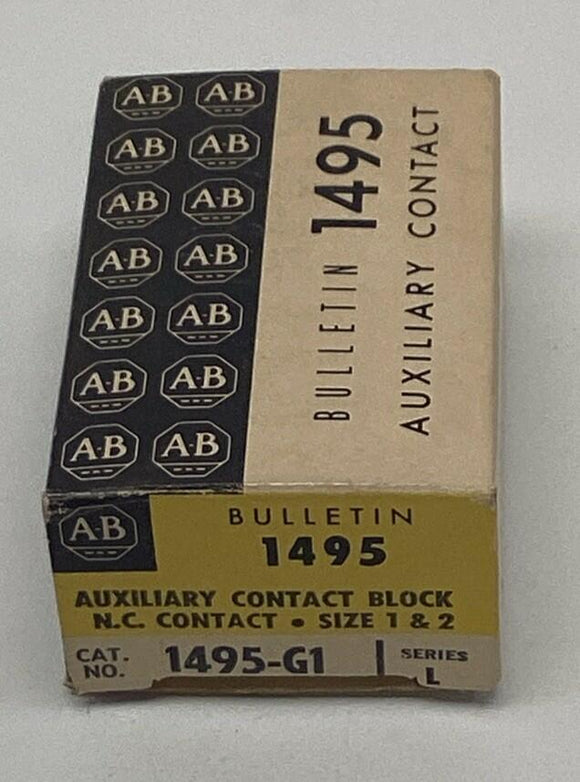 A-B A-B
A-B A-B
A-B A-B
A-B A-B
A-B A-B
A-B A-B
A-B A-B
BULLETIN 1495
AUXILIARY CONTACT
A-B
BULLETIN
1495
AUXILIARY CONTACT BLOCK
N.C. CONTACT • SIZE 1 & 2
CAT. NO. 1495-G1 SERIES L